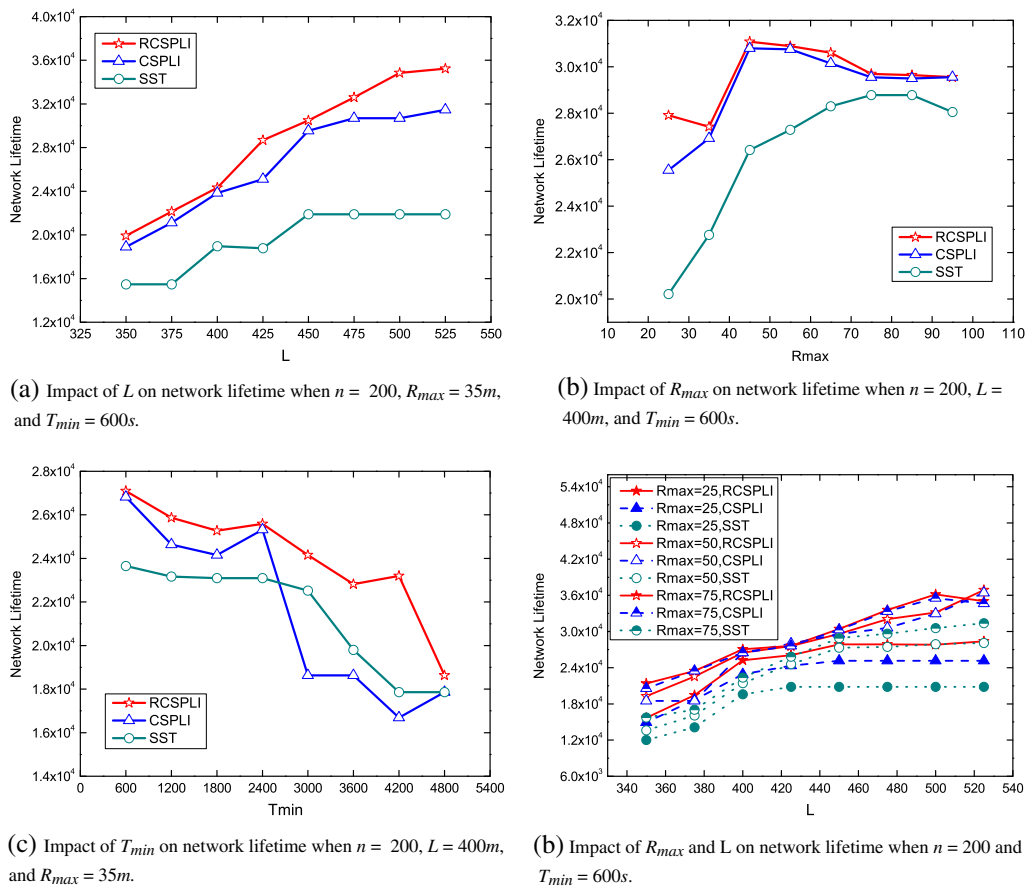 4.0x10^4
3.6x10^4
3.2x10^4
2.8x10^4
2.4x10^4
2.0x10^4
1.6x10^4
1.2x10^4
Network Lifetime
RCSPLI
CSPLI
SST
325 350 375 400 425 450 475 500 525 550
L
(a) Impact of L on network lifetime when n = 200, R_max = 35m,
and T_min = 600s.
3.2x10^4
3.0x10^4
2.8x10^4
2.6x10^4
2.4x10^4
2.2x10^4
2.0x10^4
Network Lifetime
RCSPLI
CSPLI
SST
10 20 30 40 50 60 70 80 90 100 110
Rmax
(b) Impact of R_max on network lifetime when n = 200, L =
400m, and T_min = 600s.
2.8x10^4
2.6x10^4
2.4x10^4
2.2x10^4
2.0x10^4
1.8x10^4
1.6x10^4
1.4x10^4
Network Lifetime
RCSPLI
CSPLI
SST
0 600 1200 1800 2400 3000 3600 4200 4800 5400
Tmin
(c) Impact of T_min on network lifetime when n = 200, L = 400m,
and R_max = 35m.
5.4x10^4
4.8x10^4
4.2x10^4
3.6x10^4
3.0x10^4
2.4x10^4
1.8x10^4
1.2x10^4
6.0x10^3
Network Lifetime
Rmax=25,RCSPLI
Rmax=25,CSPLI
Rmax=25,SST
Rmax=50,RCSPLI
Rmax=50,CSPLI
Rmax=50,SST
Rmax=75,RCSPLI
Rmax=75,CSPLI
Rmax=75,SST
340 360 380 400 420 440 460 480 500 520 540
L
(b) Impact of R_max and L on network lifetime when n = 200 and
T_min = 600s.